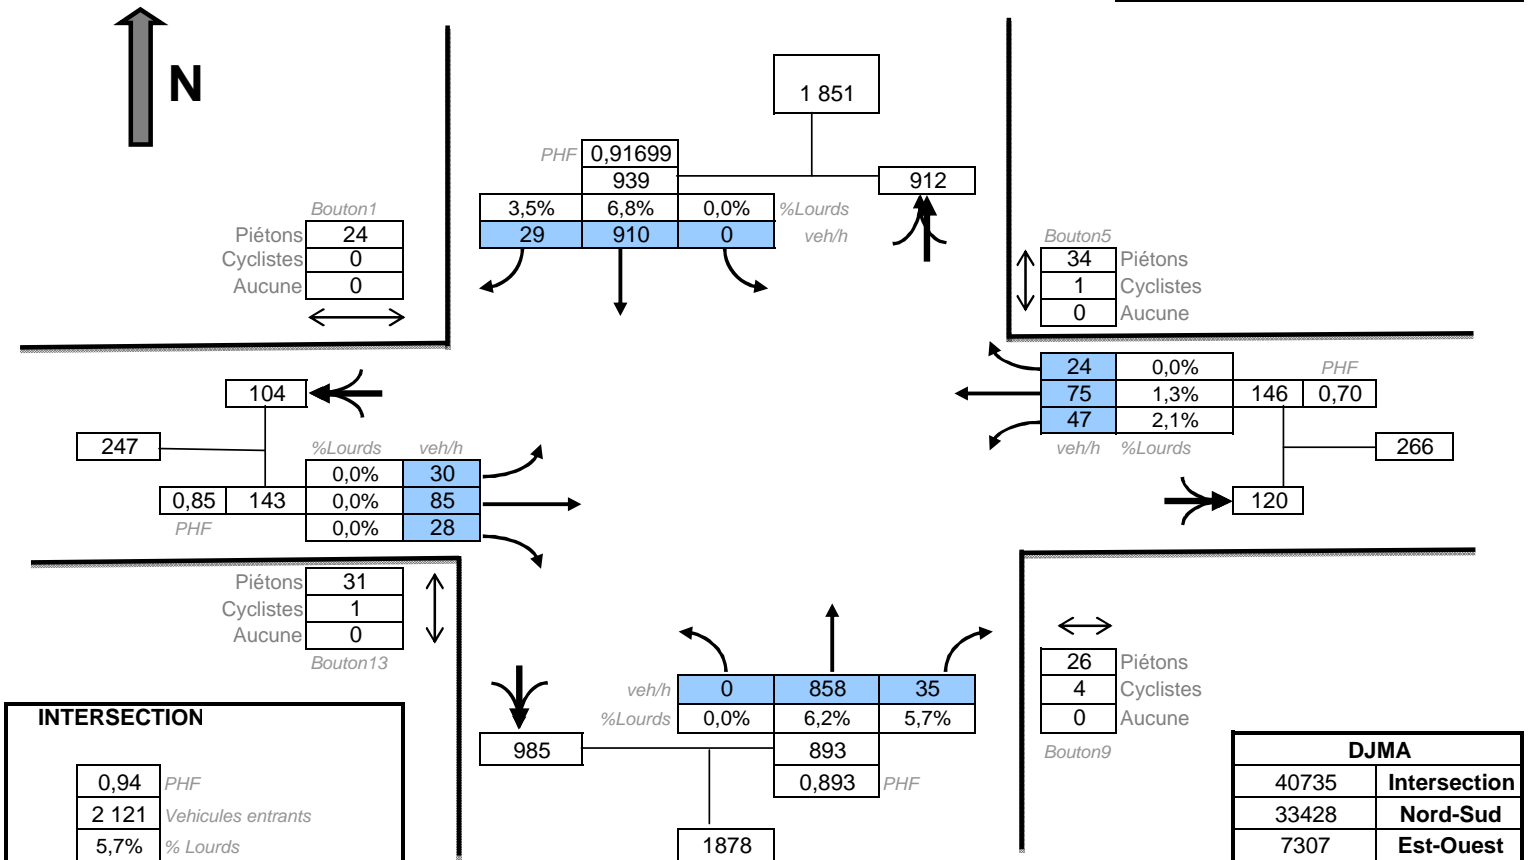 N
1 851
PHF 0,91699
939
912
3,5% 6,8% 0,0% %Lourds
29 910 0 veh/h
Bouton1
Piétons 24
Cyclistes 0
Aucune 0
Bouton5
34 Piétons
1 Cyclistes
0 Aucune
104
247
%Lourds veh/h
0,0% 30
0,85 143 0,0% 85
PHF 0,0% 28
24 0,0% PHF
75 1,3% 146 0,70
47 2,1%
veh/h %Lourds
266
120
Piétons 31
Cyclistes 1
Aucune 0
Bouton13
veh/h 0 858 35
%Lourds 0,0% 6,2% 5,7%
985
893
0,893 PHF
1878
26 Piétons
4 Cyclistes
0 Aucune
Bouton9
INTERSECTION
0,94 PHF
2 121 Vehicules entrants
5,7% % Lourds
DJMA
40735 Intersection
33428 Nord-Sud
7307 Est-Ouest